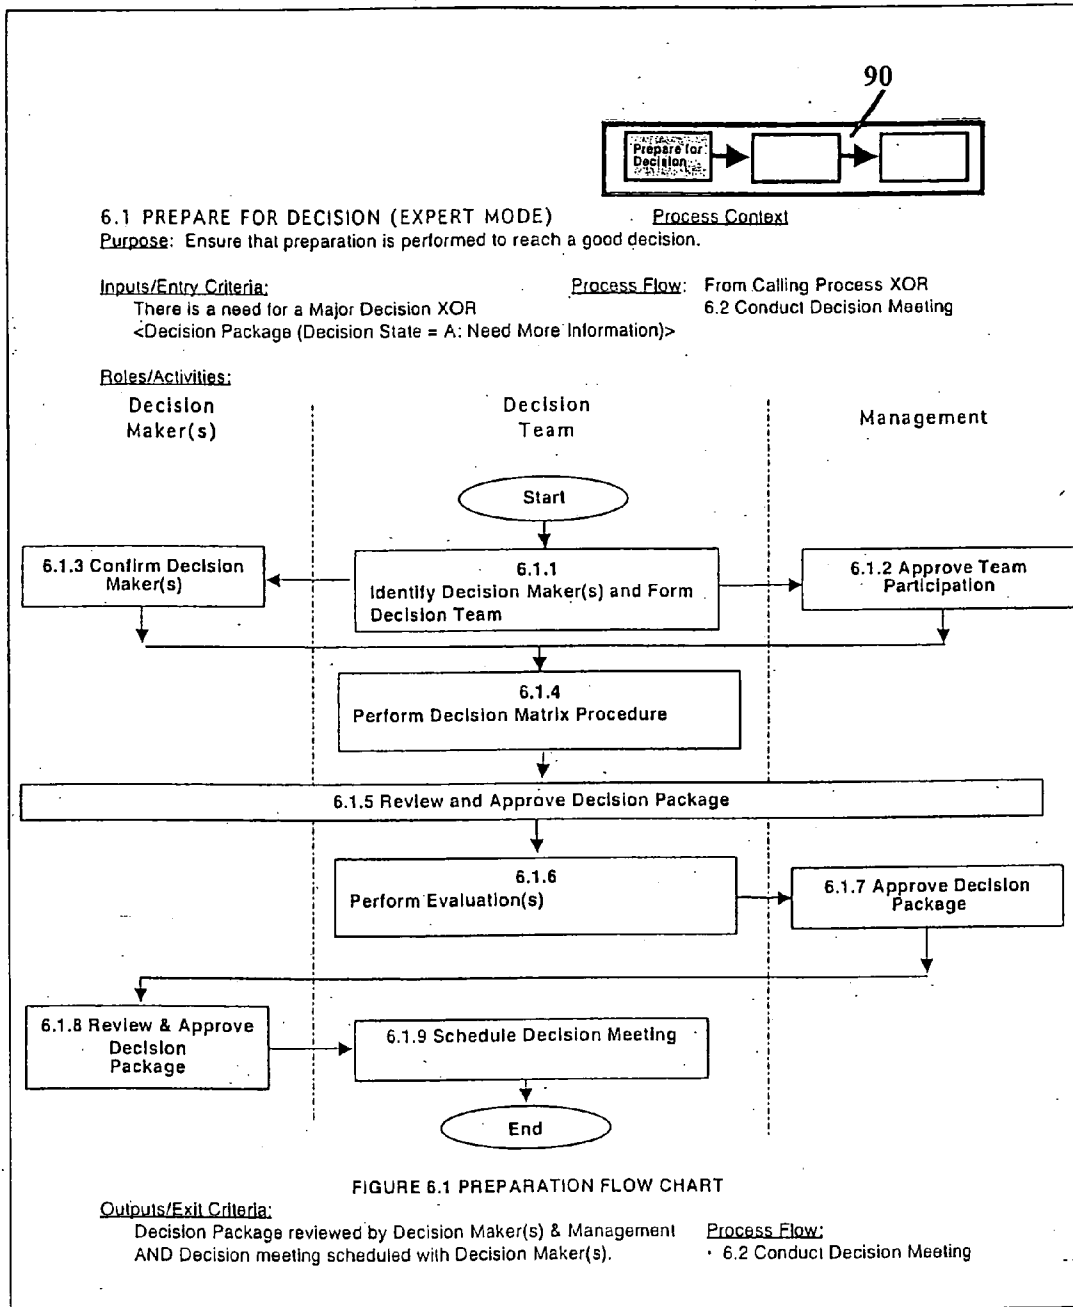 90
Prepare for
Decision
6.1 PREPARE FOR DECISION (EXPERT MODE)
Process Context
Purpose: Ensure that preparation is performed to reach a good decision.
Inputs/Entry Criteria:
There is a need for a Major Decision XOR
<Decision Package (Decision State = A: Need More Information)>
Process Flow: From Calling Process XOR
6.2 Conduct Decision Meeting
Roles/Activities:
Decision
Maker(s)
Decision
Team
Management
Start
6.1.3 Confirm Decision
Maker(s)
6.1.1
Identify Decision Maker(s) and Form
Decision Team
6.1.2 Approve Team
Participation
6.1.4
Perform Decision Matrix Procedure
6.1.5 Review and Approve Decision Package
6.1.6
Perform Evaluation(s)
6.1.7 Approve Decision
Package
6.1.8 Review & Approve
Decision
Package
6.1.9 Schedule Decision Meeting
End
FIGURE 6.1 PREPARATION FLOW CHART
Outputs/Exit Criteria:
Decision Package reviewed by Decision Maker(s) & Management
AND Decision meeting scheduled with Decision Maker(s).
Process Flow:
• 6.2 Conduct Decision Meeting